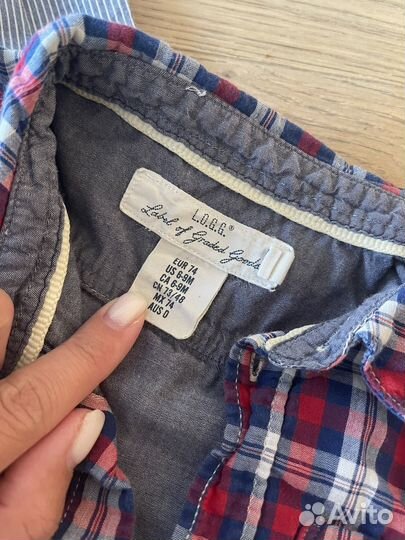 L.O.G.G.®
Label of Graded Goods
EUR 74
US 6-9M
CA 6-9M
CN 73/48
MX 74
AUS 0
Avito